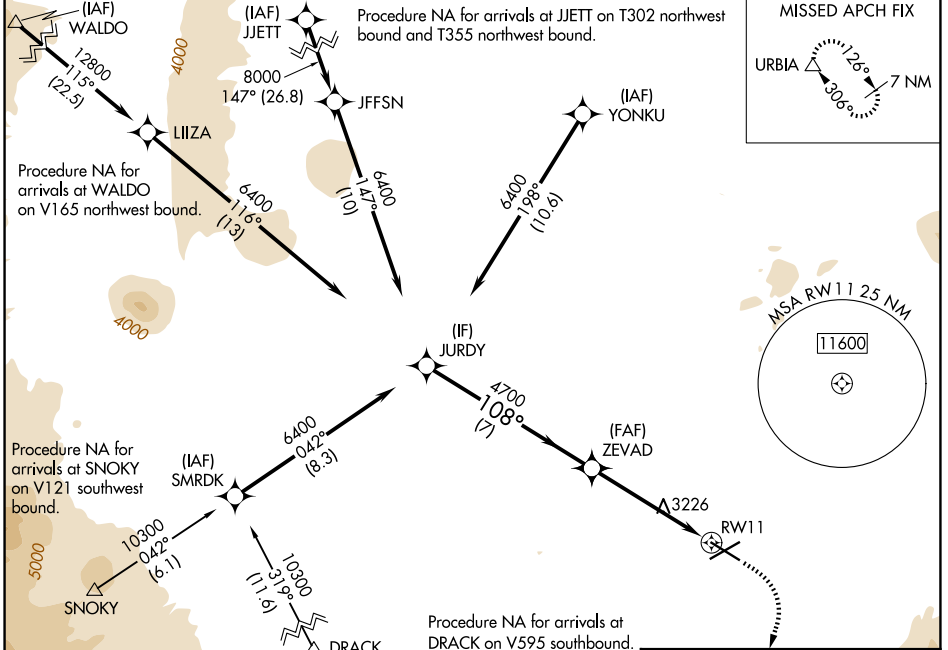 (IAF)
WALDO
12800
115°
(22.5)
LIIZA
Procedure NA for
arrivals at WALDO
on V165 northwest bound.
6400
116°
(13)
4000
(IAF)
JJETT
Procedure NA for arrivals at JJETT on T302 northwest
bound and T355 northwest bound.
8000
147° (26.8)
JFFSN
6400
147°
(10)
(IAF)
YONKU
6400
198°
(10.6)
MISSED APCH FIX
URBIA
126°
306°
7 NM
4000
MSA RW11 25 NM
11600
(IF)
JURDY
4700
108°
(7)
(FAF)
ZEVAD
3226
RW11
Procedure NA for
arrivals at SNOKY
on V121 southwest
bound.
(IAF)
SMRDK
6400
042°
(8.3)
10300
042°
(6.1)
5000
SNOKY
10300
319°
(11.6)
DRACK
Procedure NA for arrivals at
DRACK on V595 southbound.